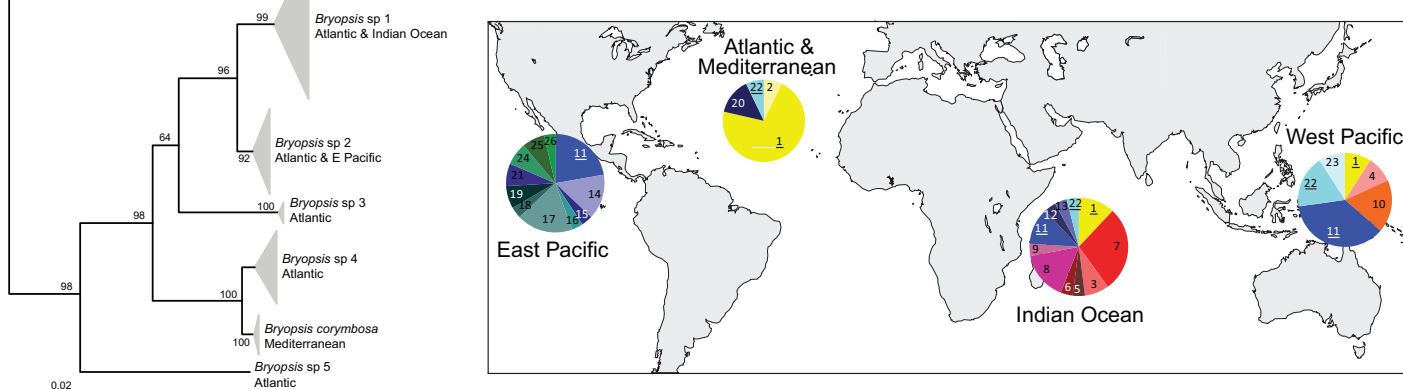 99
Bryopsis sp 1
Atlantic & Indian Ocean
96
64
92
Bryopsis sp 2
Atlantic & E Pacific
100
Bryopsis sp 3
Atlantic
98
98
Bryopsis sp 4
Atlantic
100
100
Bryopsis corymbosa
Mediterranean
Bryopsis sp 5
Atlantic
0.02
Atlantic &
Mediterranean
22
2
20
1
26
25
11
24
21
14
19
18
15
17
16
East Pacific
West Pacific
23
1
4
22
10
11
13
22
1
12
11
7
9
8
3
6
5
Indian Ocean